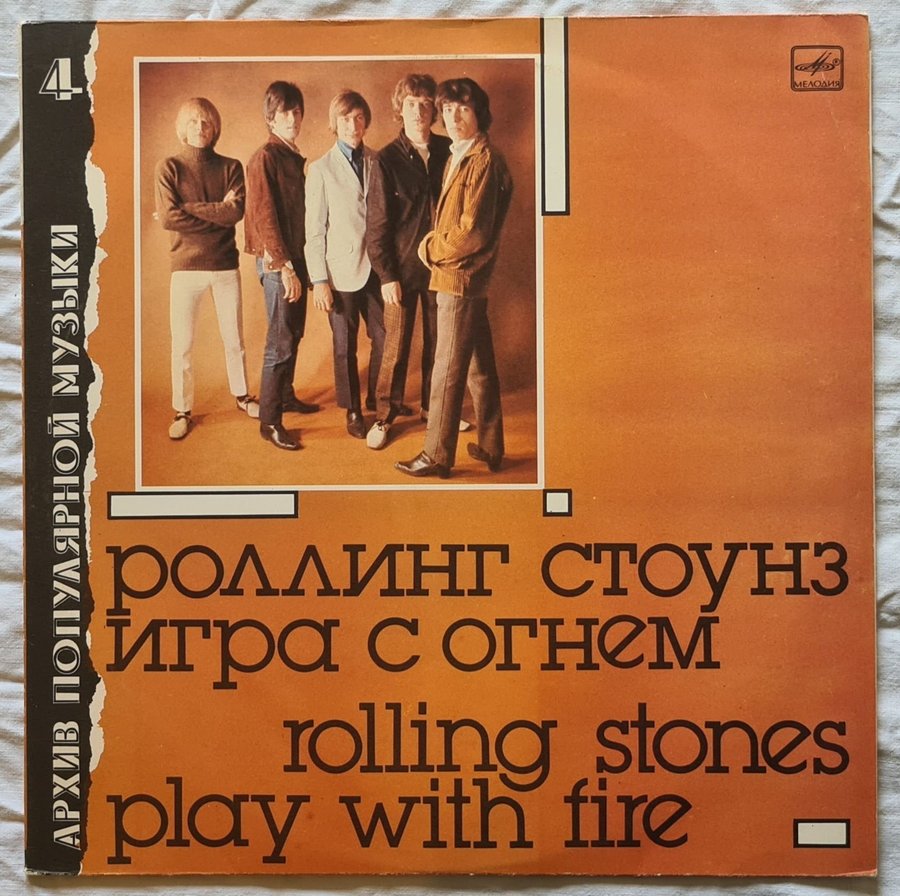 4
АРХИВ ПОПУЛЯРНОЙ МУЗЫКИ
МЕЛОДИЯ
роллинг стоунз
игра с огнем
rolling stones
play with fire